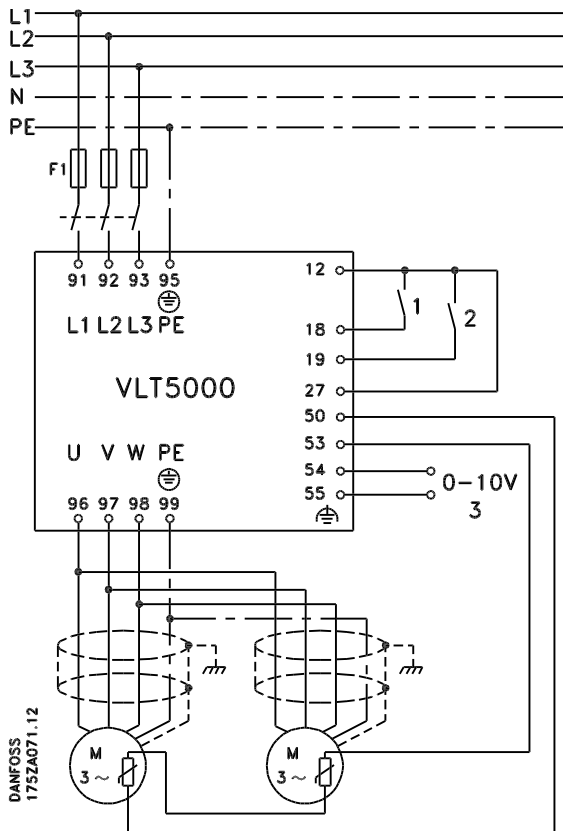 L1
L2
L3
N
PE
F1
91 92 93 95
L1 L2 L3 PE
VLT5000
U V W PE
96 97 98 99
12
18
19
27
50
53
54
55
1
2
0-10V
3
M
3 ~
M
3 ~
DANFOSS
175ZA071.12